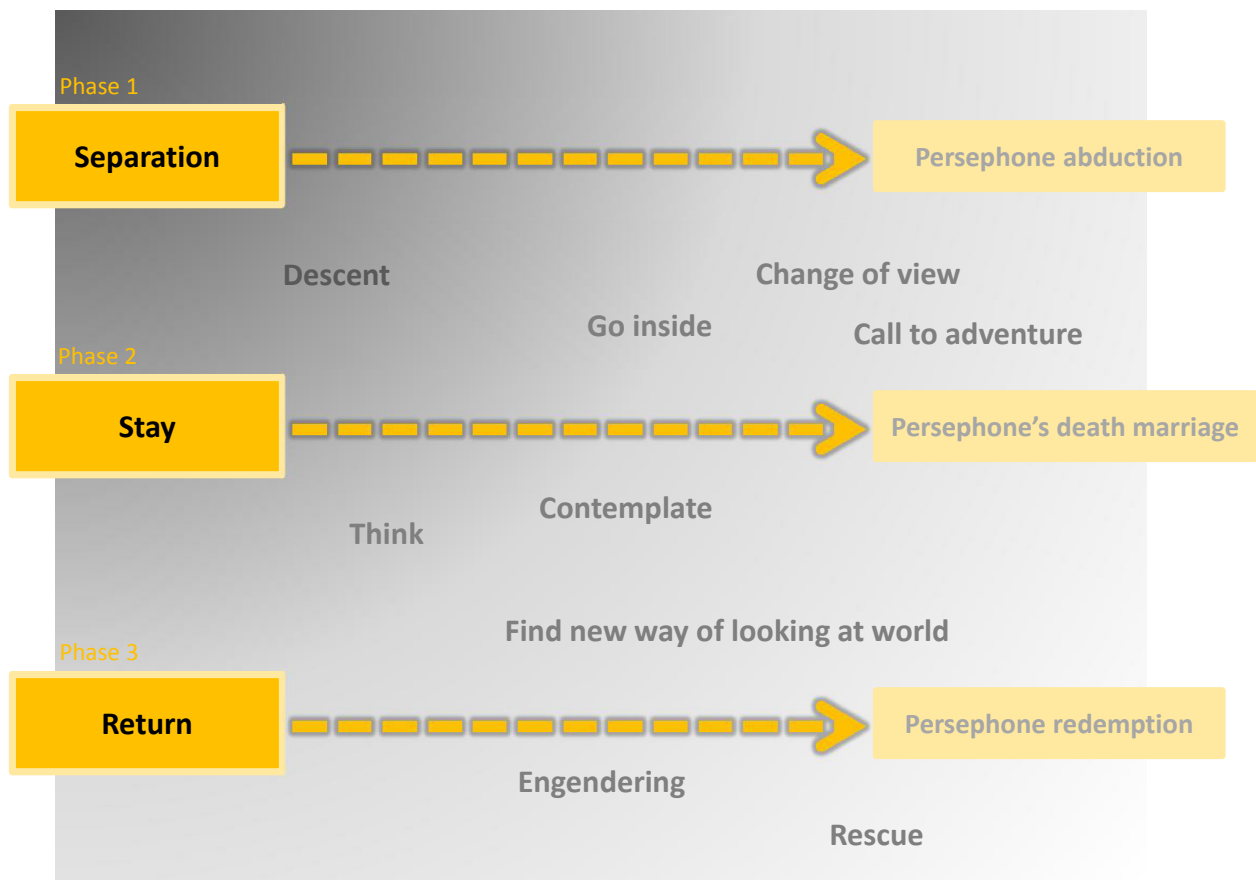 Phase 1
Separation
Persephone abduction
Descent
Change of view
Go inside
Call to adventure
Phase 2
Stay
Persephone’s death marriage
Contemplate
Think
Find new way of looking at world
Phase 3
Return
Persephone redemption
Engendering
Rescue